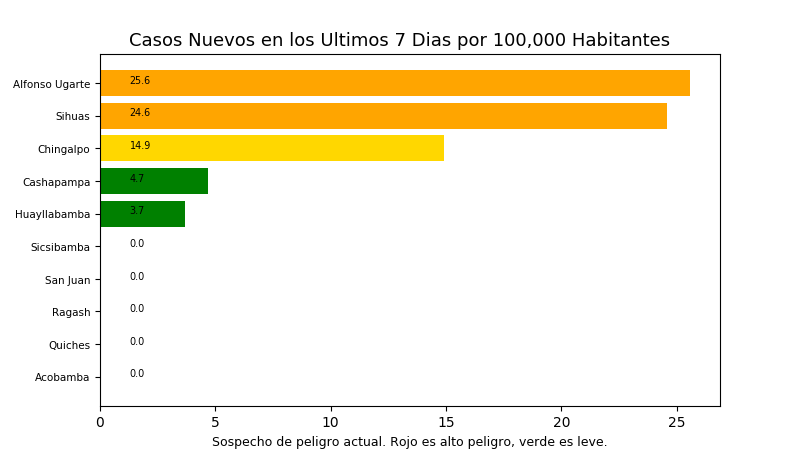 Casos Nuevos en los Ultimos 7 Dias por 100,000 Habitantes
Alfonso Ugarte 25.6
Sihuas 24.6
Chingalpo 14.9
Cashapampa 4.7
Huayllabamba 3.7
Sicsibamba 0.0
San Juan 0.0
Ragash 0.0
Quiches 0.0
Acobamba 0.0
0 5 10 15 20 25
Sospecho de peligro actual. Rojo es alto peligro, verde es leve.